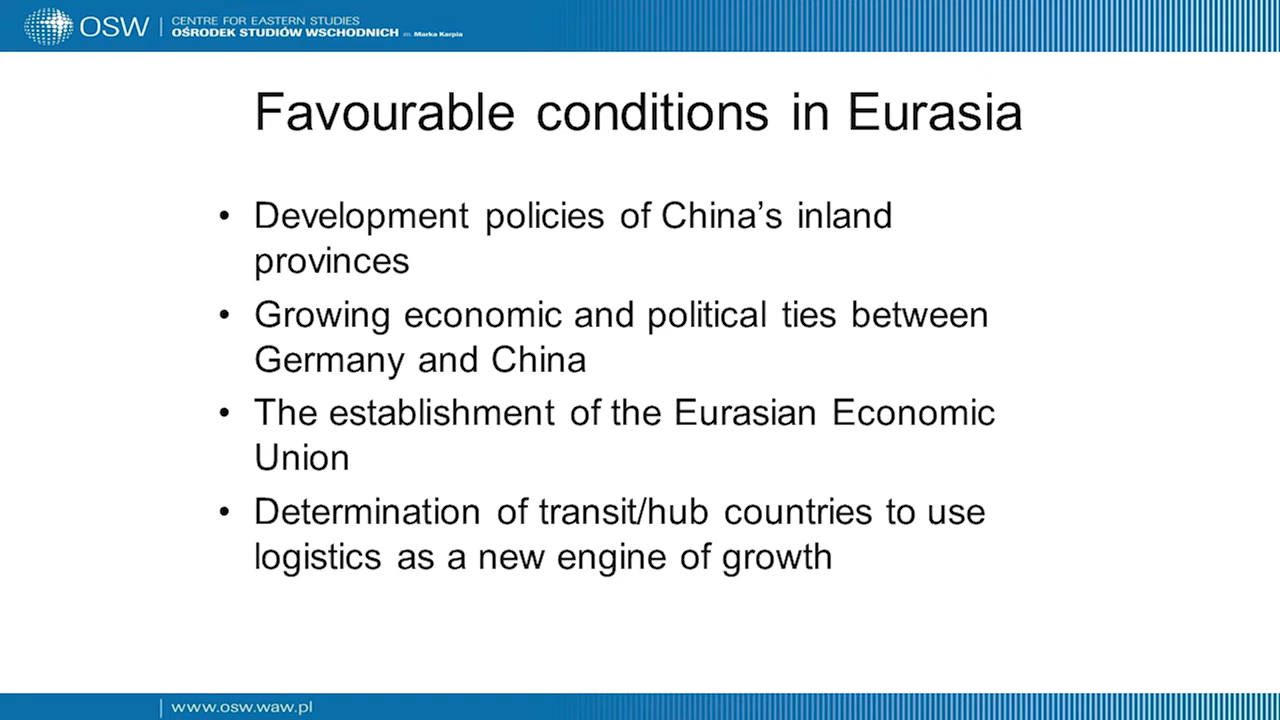 OSW
CENTRE FOR EASTERN STUDIES
OŚRODEK STUDIÓW WSCHODNICH im. Marka Karpia
Favourable conditions in Eurasia
• Development policies of China’s inland
provinces
• Growing economic and political ties between
Germany and China
• The establishment of the Eurasian Economic
Union
• Determination of transit/hub countries to use
logistics as a new engine of growth
www.osw.waw.pl